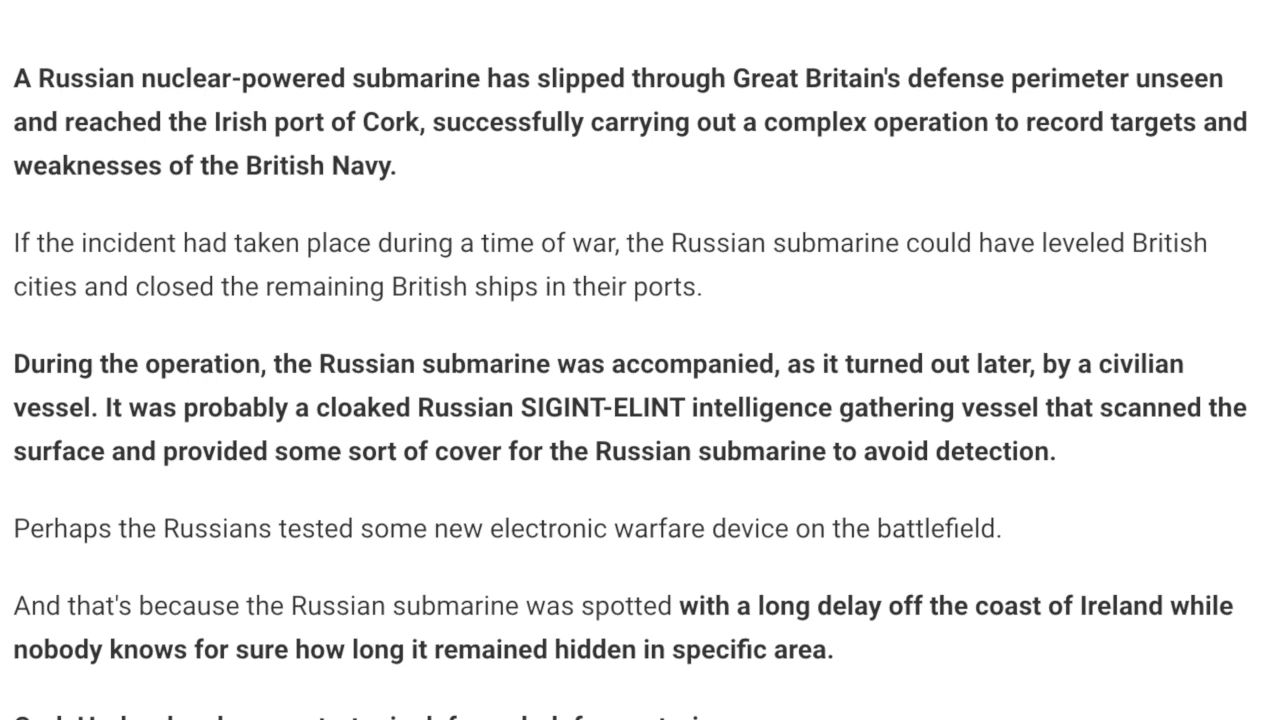 A Russian nuclear-powered submarine has slipped through Great Britain's defense perimeter unseen
and reached the Irish port of Cork, successfully carrying out a complex operation to record targets and
weaknesses of the British Navy.
If the incident had taken place during a time of war, the Russian submarine could have leveled British
cities and closed the remaining British ships in their ports.
During the operation, the Russian submarine was accompanied, as it turned out later, by a civilian
vessel. It was probably a cloaked Russian SIGINT-ELINT intelligence gathering vessel that scanned the
surface and provided some sort of cover for the Russian submarine to avoid detection.
Perhaps the Russians tested some new electronic warfare device on the battlefield.
And that's because the Russian submarine was spotted with a long delay off the coast of Ireland while
nobody knows for sure how long it remained hidden in specific area.